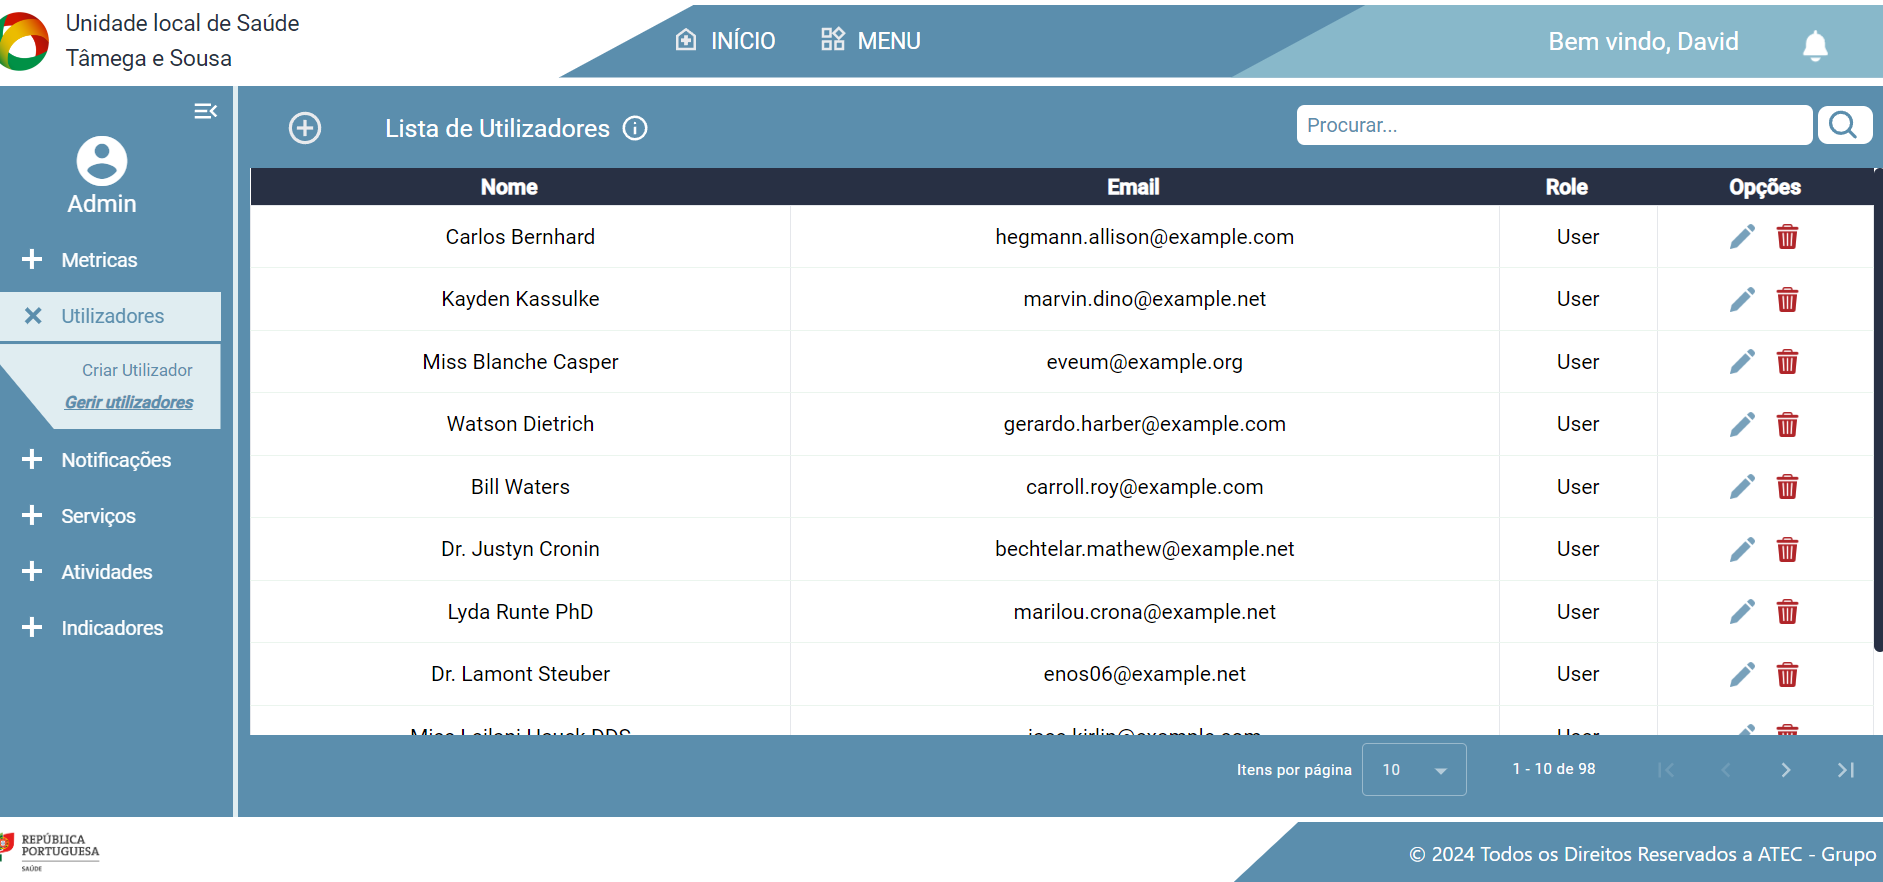 Unidade local de Saúde
Tâmega e Sousa
INÍCIO
MENU
Bem vindo, David
Admin
Metricas
Utilizadores
Criar Utilizador
Gerir utilizadores
Notificações
Serviços
Atividades
Indicadores
Lista de Utilizadores
Procurar...
Nome Email Role Opções
Carlos Bernhard hegmann.allison@example.com User
Kayden Kassulke marvin.dino@example.net User
Miss Blanche Casper eveum@example.org User
Watson Dietrich gerardo.harber@example.com User
Bill Waters carroll.roy@example.com User
Dr. Justyn Cronin bechtelar.mathew@example.net User
Lyda Runte PhD marilou.crona@example.net User
Dr. Lamont Steuber enos06@example.net User
Miss User
Itens por página 10 1 - 10 de 98
REPÚBLICA
PORTUGUESA
SAÚDE
© 2024 Todos os Direitos Reservados a ATEC - Grupo